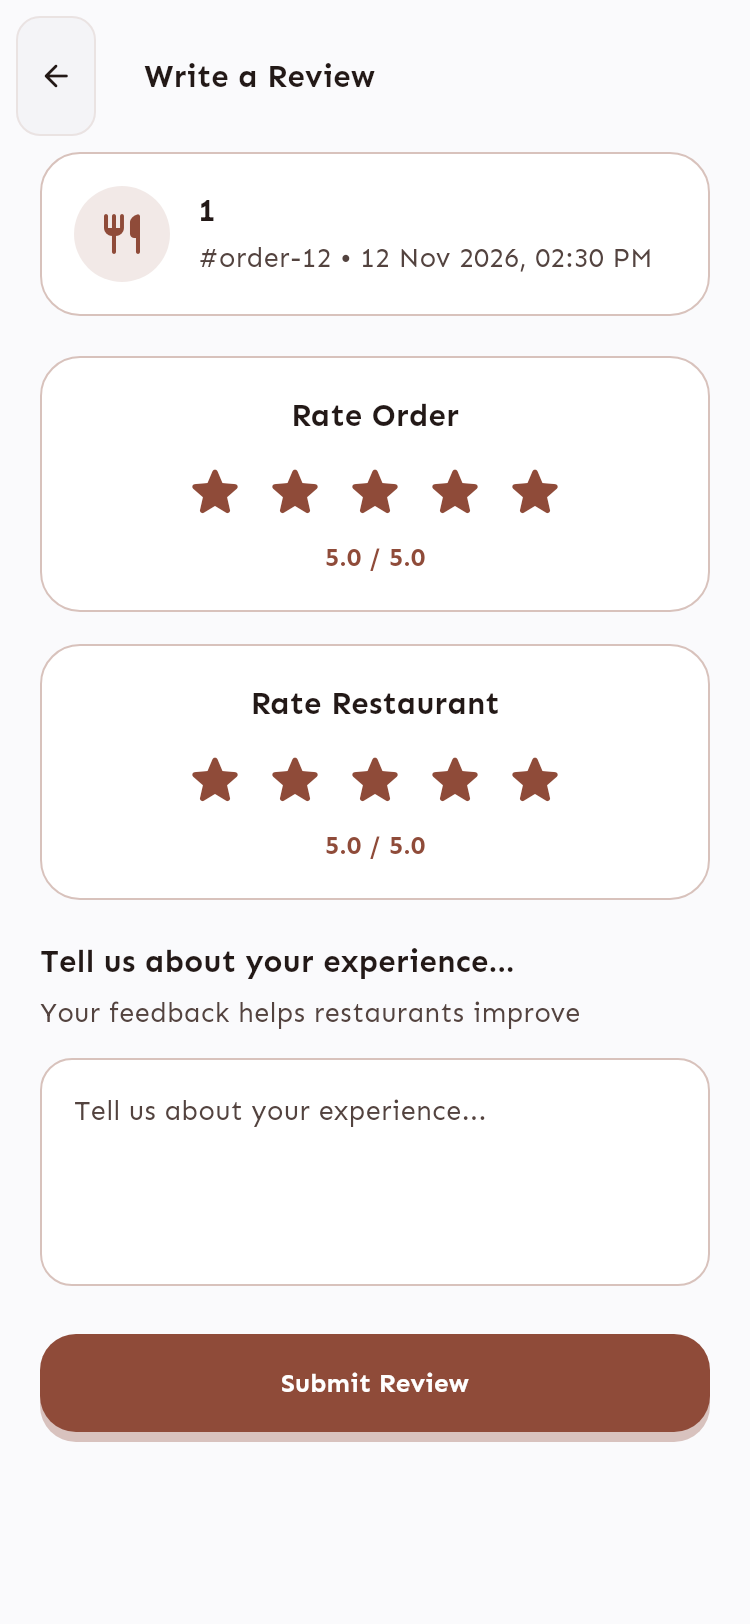 Write a Review
1
#order-12 • 12 Nov 2026, 02:30 PM
Rate Order
5.0 / 5.0
Rate Restaurant
5.0 / 5.0
Tell us about your experience...
Your feedback helps restaurants improve
Tell us about your experience...
Submit Review